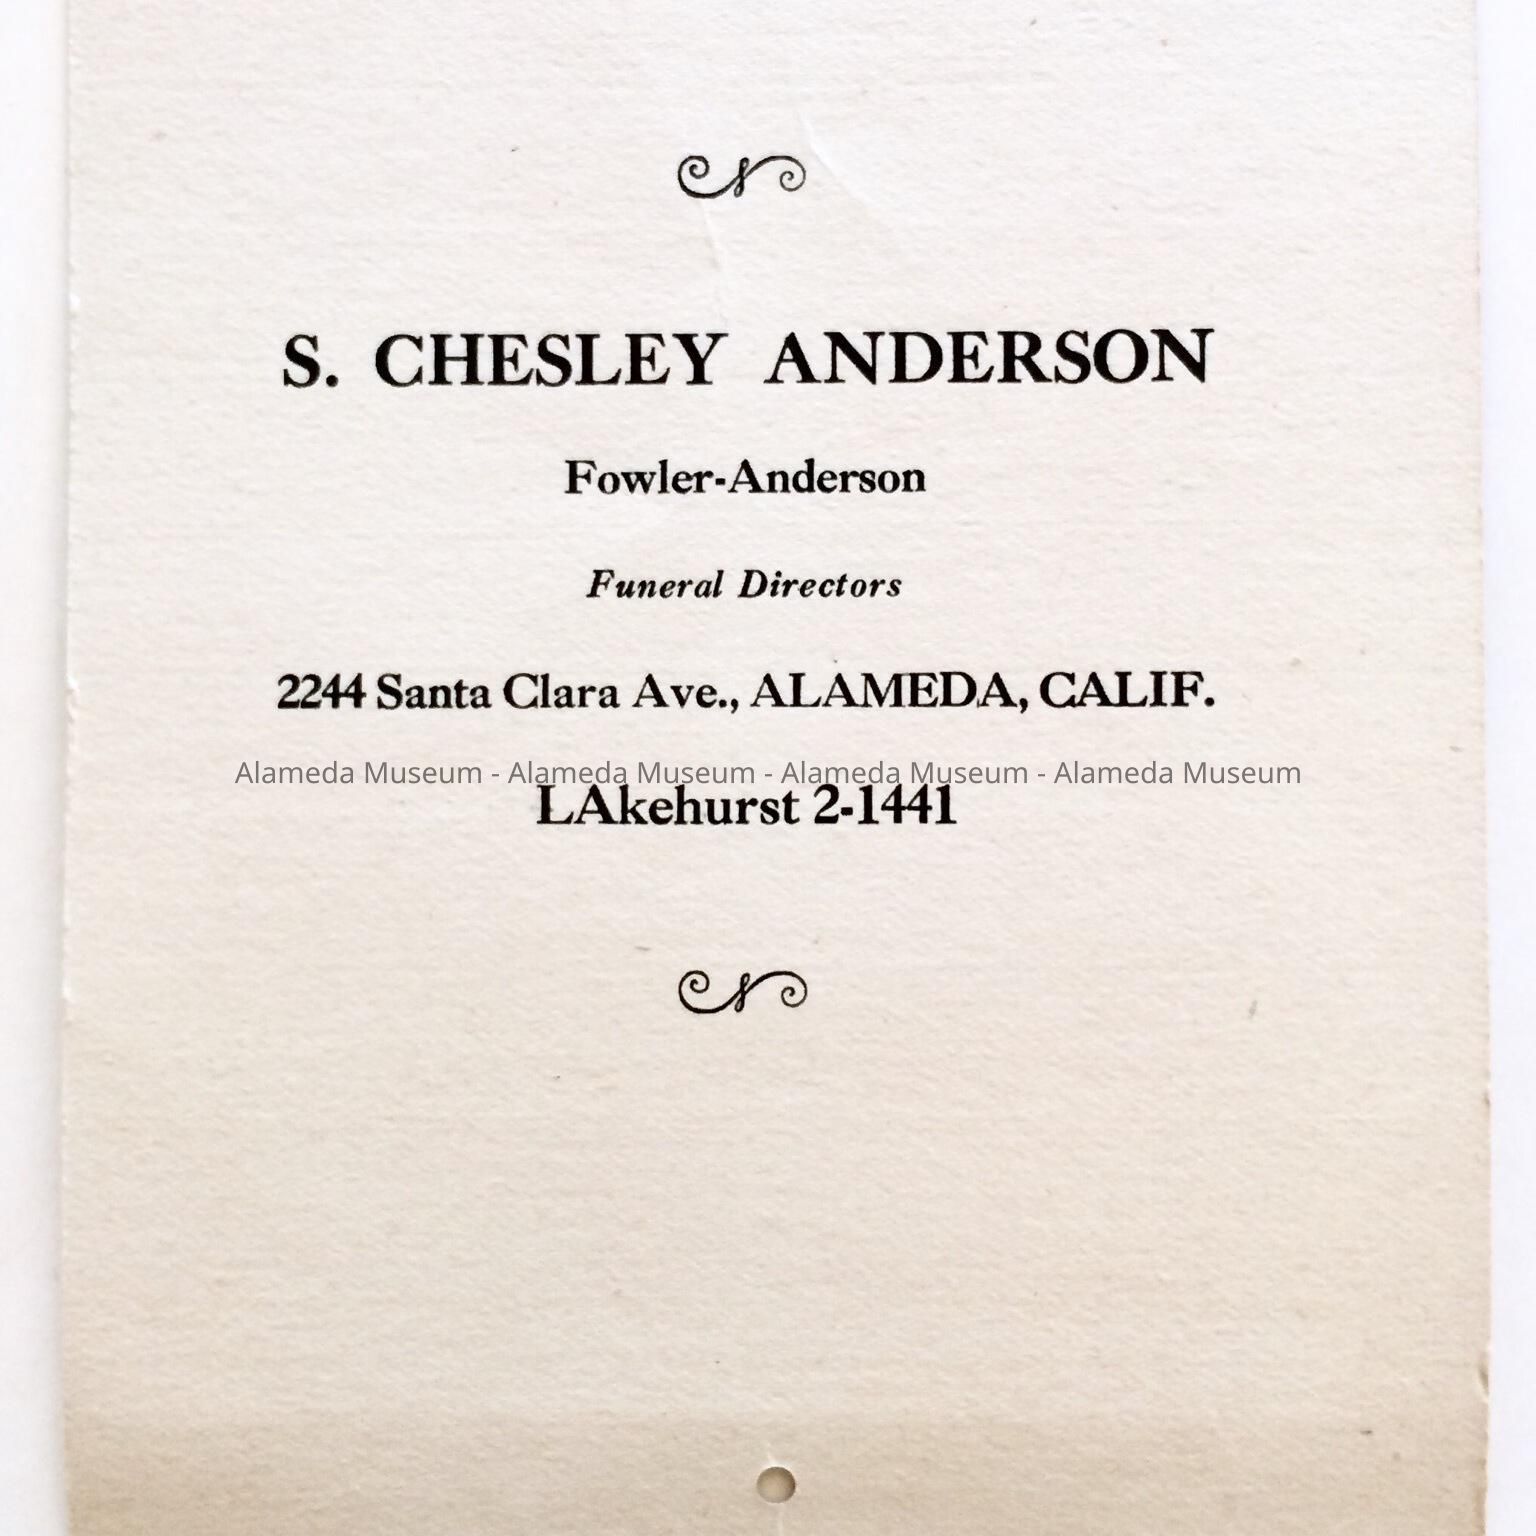 S. CHESLEY ANDERSON
Fowler-Anderson
Funeral Directors
2244 Santa Clara Ave., ALAMEDA, CALIF.
Alameda Museum - Alameda Museum - Alameda Museum - Alameda Museum
LAkehurst 2-1441